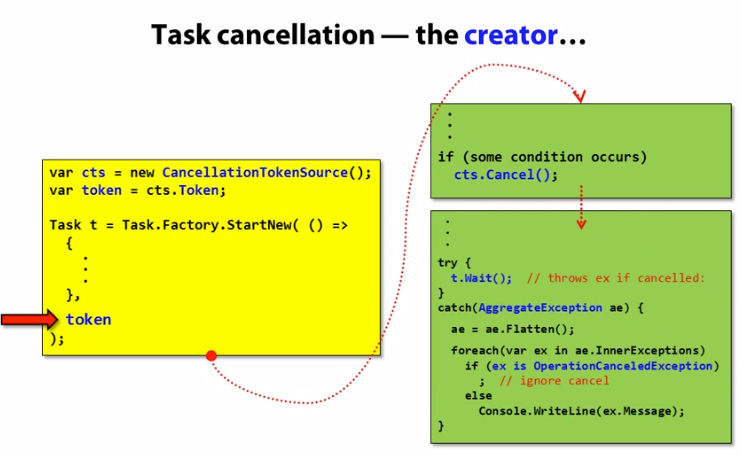 Task cancellation — the creator...
var cts = new CancellationTokenSource();
var token = cts.Token;
Task t = Task.Factory.StartNew( () =>
{
.
.
.
},
token
);
.
.
.
if (some condition occurs)
cts.Cancel();
.
.
.
try {
t.Wait(); // throws ex if cancelled:
}
catch(AggregateException ae) {
ae = ae.Flatten();
foreach(var ex in ae.InnerExceptions)
if (ex is OperationCanceledException)
; // ignore cancel
else
Console.WriteLine(ex.Message);
}